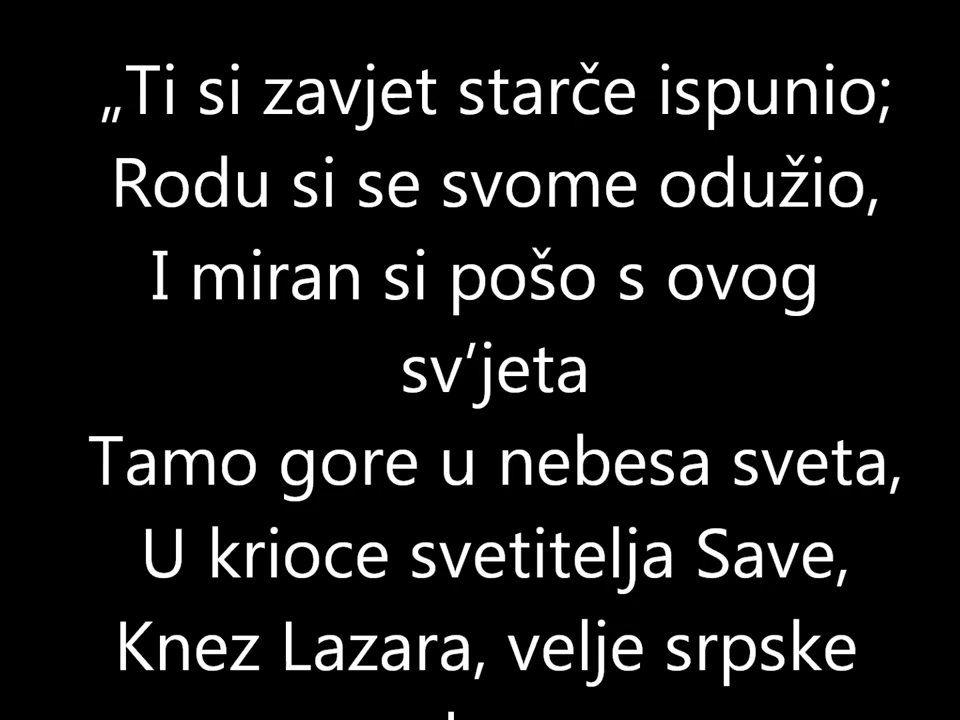 „Ti si zavjet starče ispunio;
Rodu si se svome odužio,
I miran si pošo s ovog
sv’jeta
Tamo gore u nebesa sveta,
U krioce svetitelja Save,
Knez Lazara, velje srpske